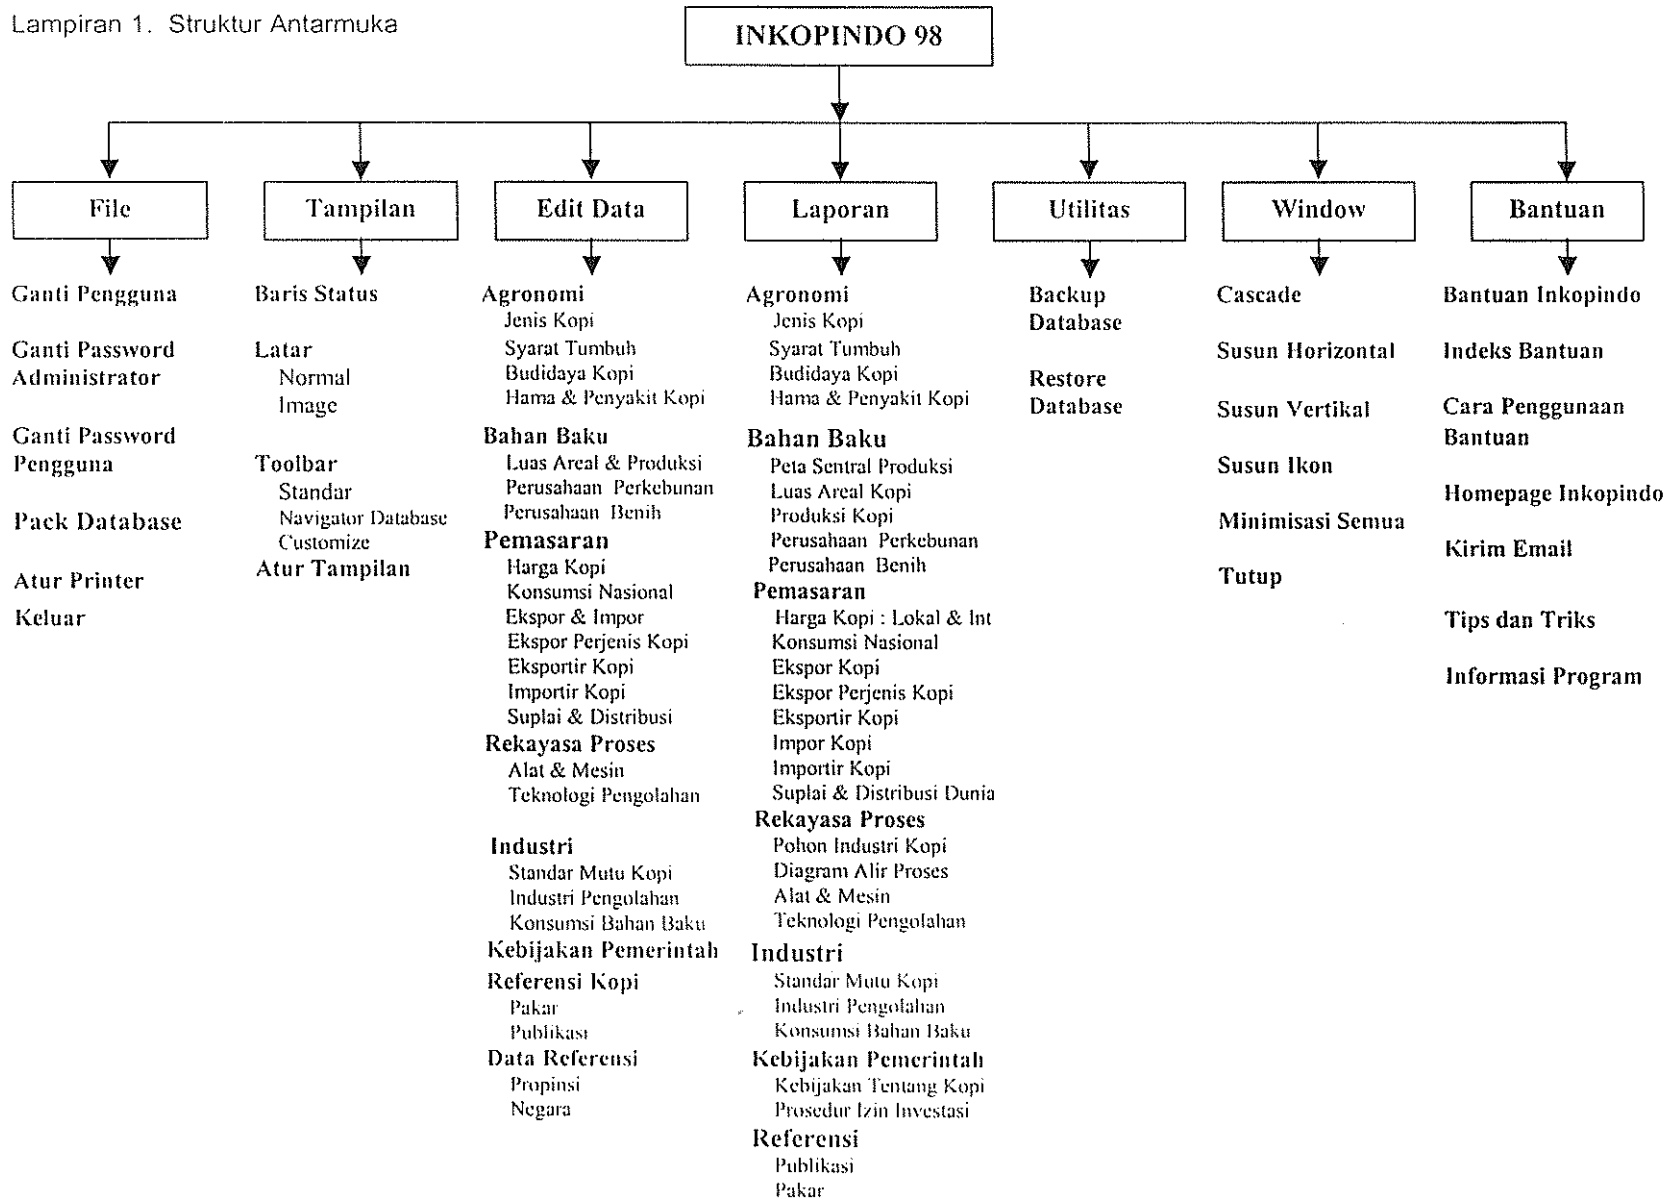 Lampiran 1. Struktur Antarmuka
INKOPINDO 98
File
Tampilan
Edit Data
Laporan
Utilitas
Window
Bantuan
Ganti Pengguna
Ganti Password
Administrator
Ganti Password
Pengguna
Pack Database
Atur Printer
Keluar
Baris Status
Latar
Normal
Image
Toolbar
Standar
Navigator Database
Customize
Atur Tampilan
Agronomi
Jenis Kopi
Syarat Tumbuh
Budidaya Kopi
Hama & Penyakit Kopi
Bahan Baku
Luas Areal & Produksi
Perusahaan Perkebunan
Perusahaan Benih
Pemasaran
Harga Kopi
Konsumsi Nasional
Ekspor & Impor
Ekspor Perjenis Kopi
Eksportir Kopi
Importir Kopi
Suplai & Distribusi
Rekayasa Proses
Alat & Mesin
Teknologi Pengolahan
Industri
Standar Mutu Kopi
Industri Pengolahan
Konsumsi Bahan Baku
Kebijakan Pemerintah
Referensi Kopi
Pakar
Publikasi
Data Referensi
Propinsi
Negara
Agronomi
Jenis Kopi
Syarat Tumbuh
Budidaya Kopi
Hama & Penyakit Kopi
Bahan Baku
Peta Sentral Produksi
Luas Areal Kopi
Produksi Kopi
Perusahaan Perkebunan
Perusahaan Benih
Pemasaran
Harga Kopi : Lokal & Int
Konsumsi Nasional
Ekspor Kopi
Ekspor Perjenis Kopi
Eksportir Kopi
Impor Kopi
Importir Kopi
Suplai & Distribusi Dunia
Rekayasa Proses
Pohon Industri Kopi
Diagram Alir Proses
Alat & Mesin
Teknologi Pengolahan
Industri
Standar Mutu Kopi
Industri Pengolahan
Konsumsi Bahan Baku
Kebijakan Pemerintah
Kebijakan Tentang Kopi
Prosedur Izin Investasi
Referensi
Publikasi
Pakar
Backup
Database
Restore
Database
Cascade
Susun Horizontal
Susun Vertikal
Susun Ikon
Minimisasi Semua
Tutup
Bantuan Inkopindo
Indeks Bantuan
Cara Penggunaan
Bantuan
Homepage Inkopindo
Kirim Email
Tips dan Triks
Informasi Program